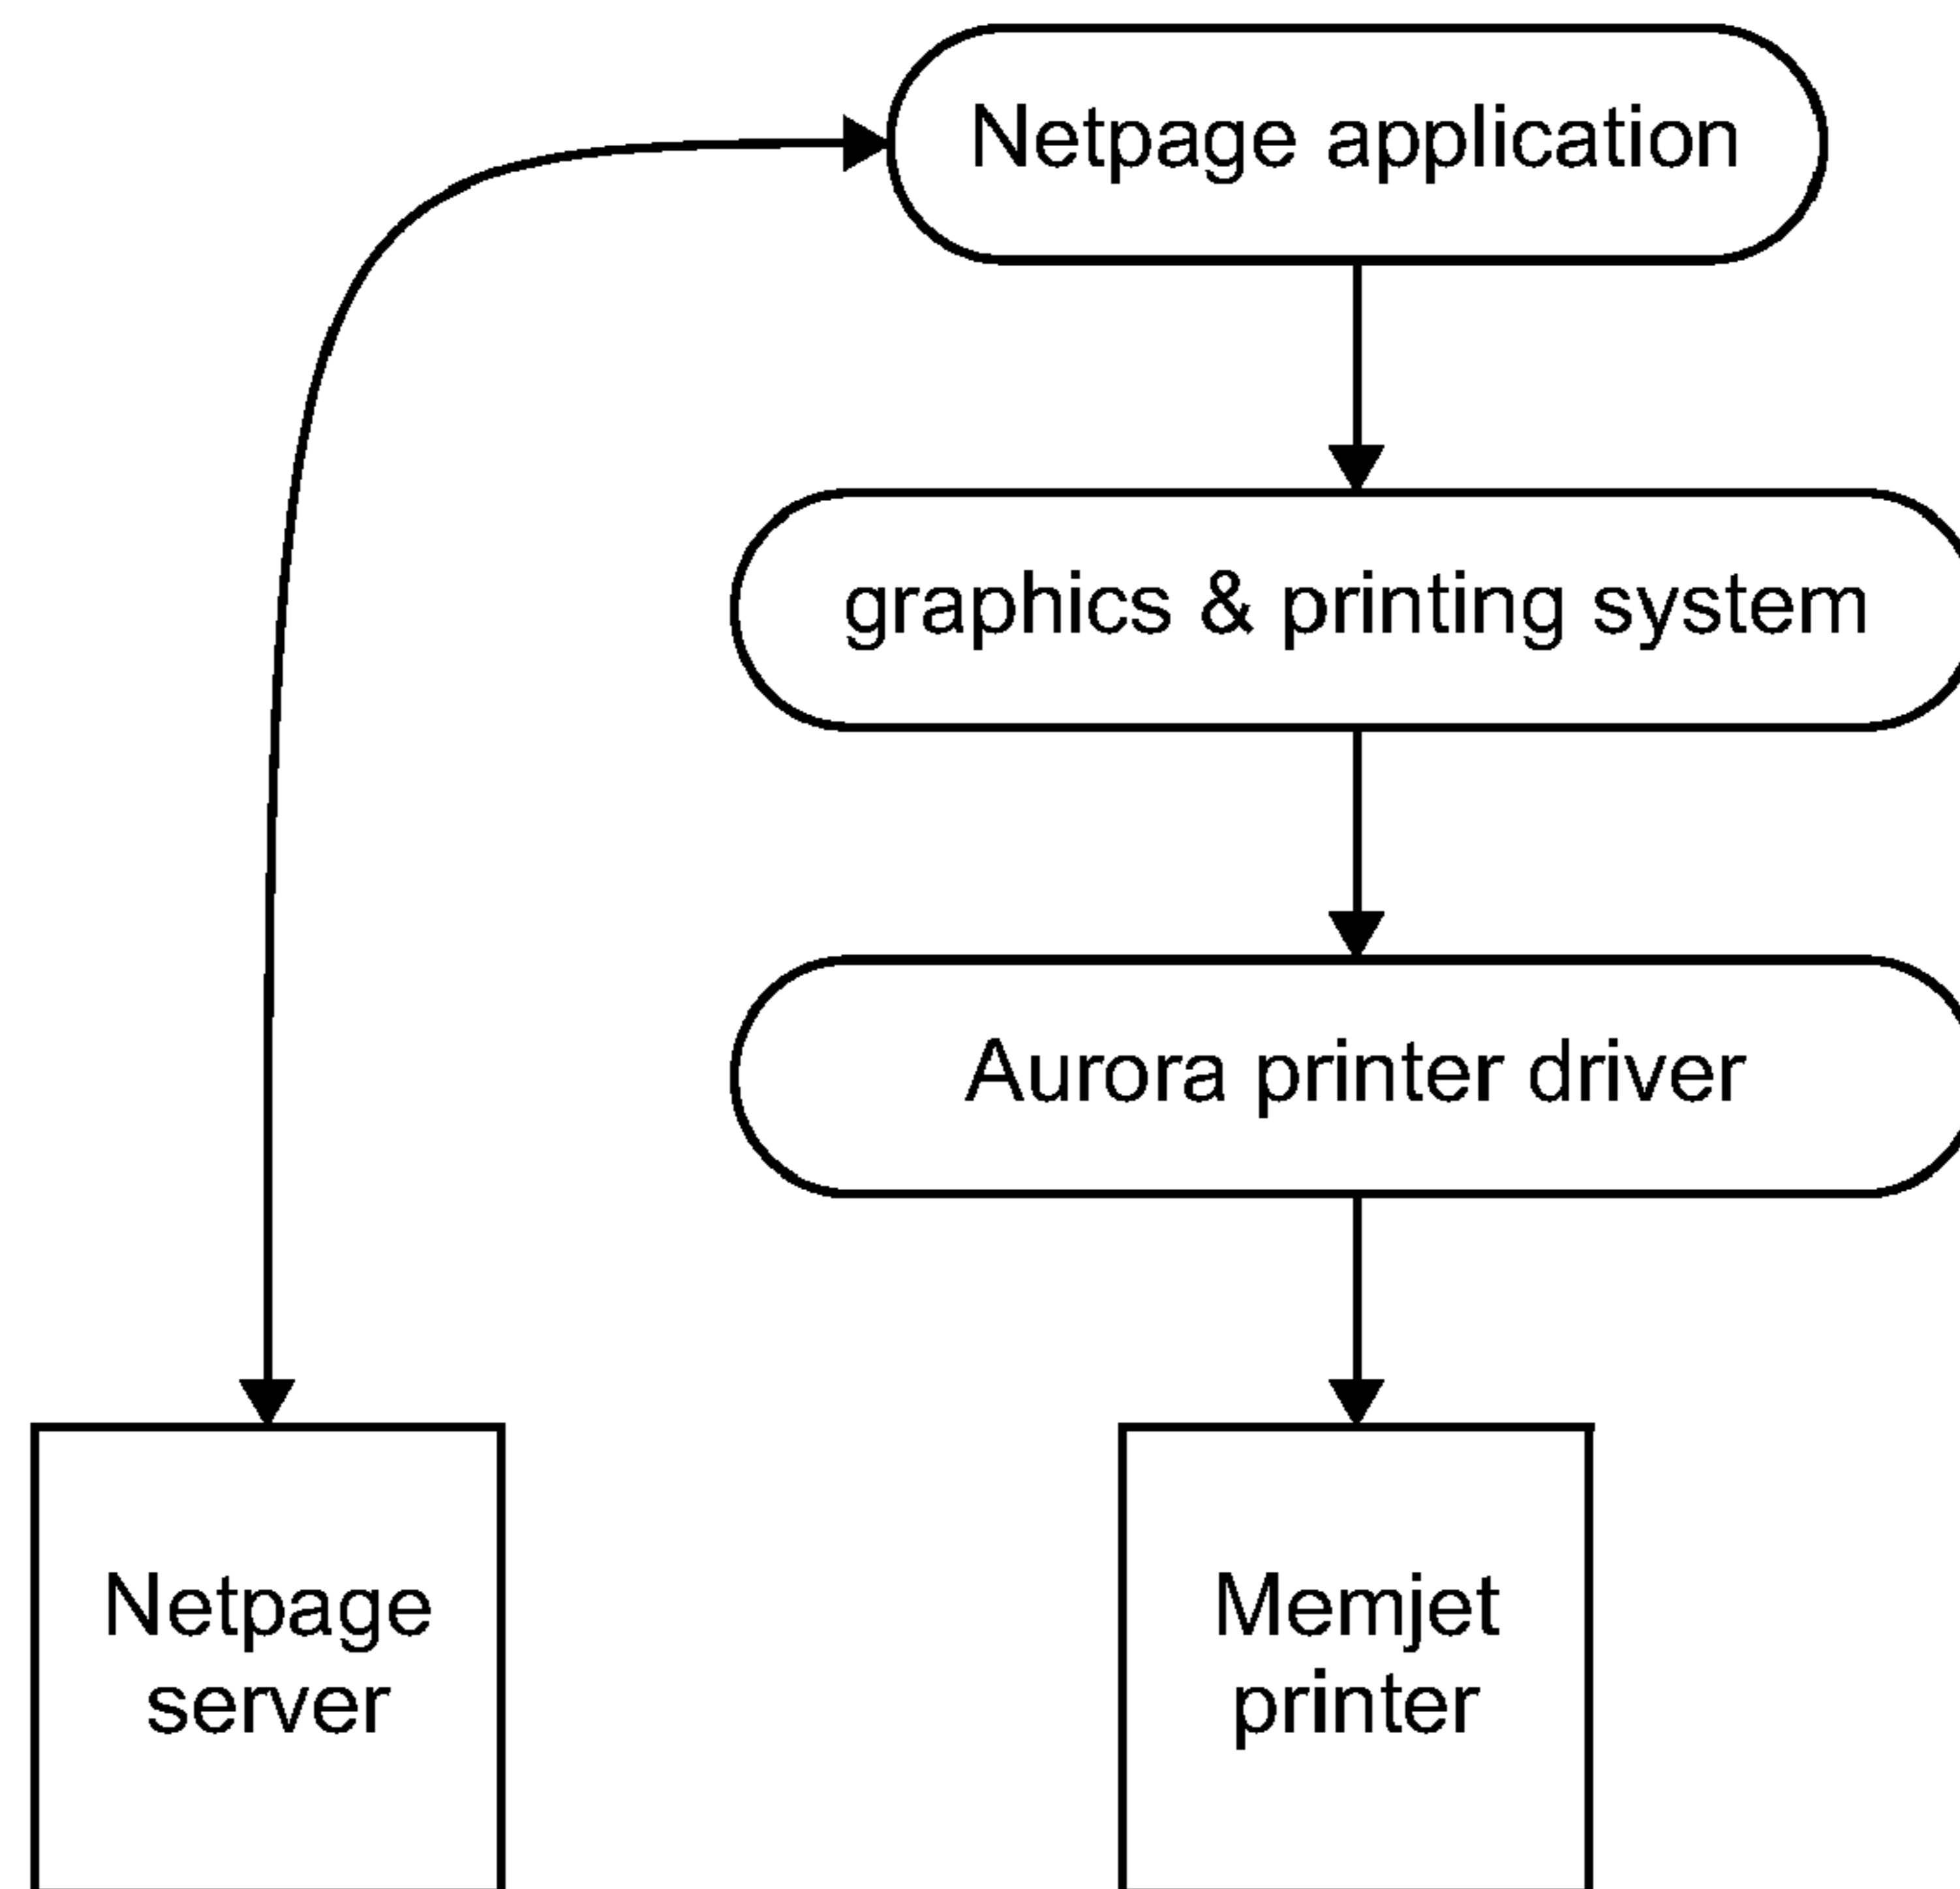 Netpage application
graphics & printing system
Aurora printer driver
Netpage
server
Memjet
printer